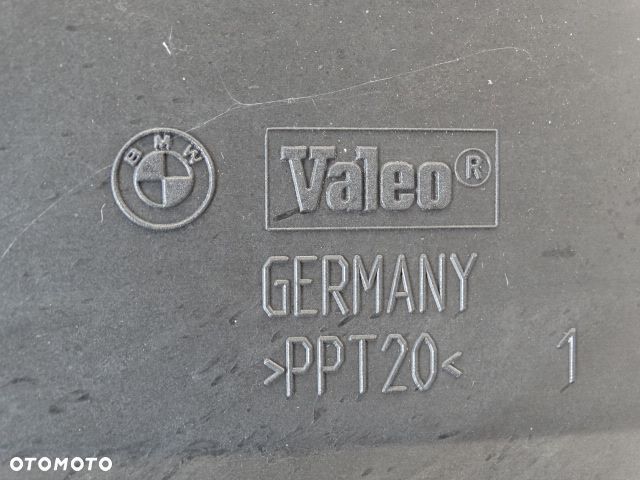 BMW
Valeo®
GERMANY
>PPT20< 1
OTOMOTO